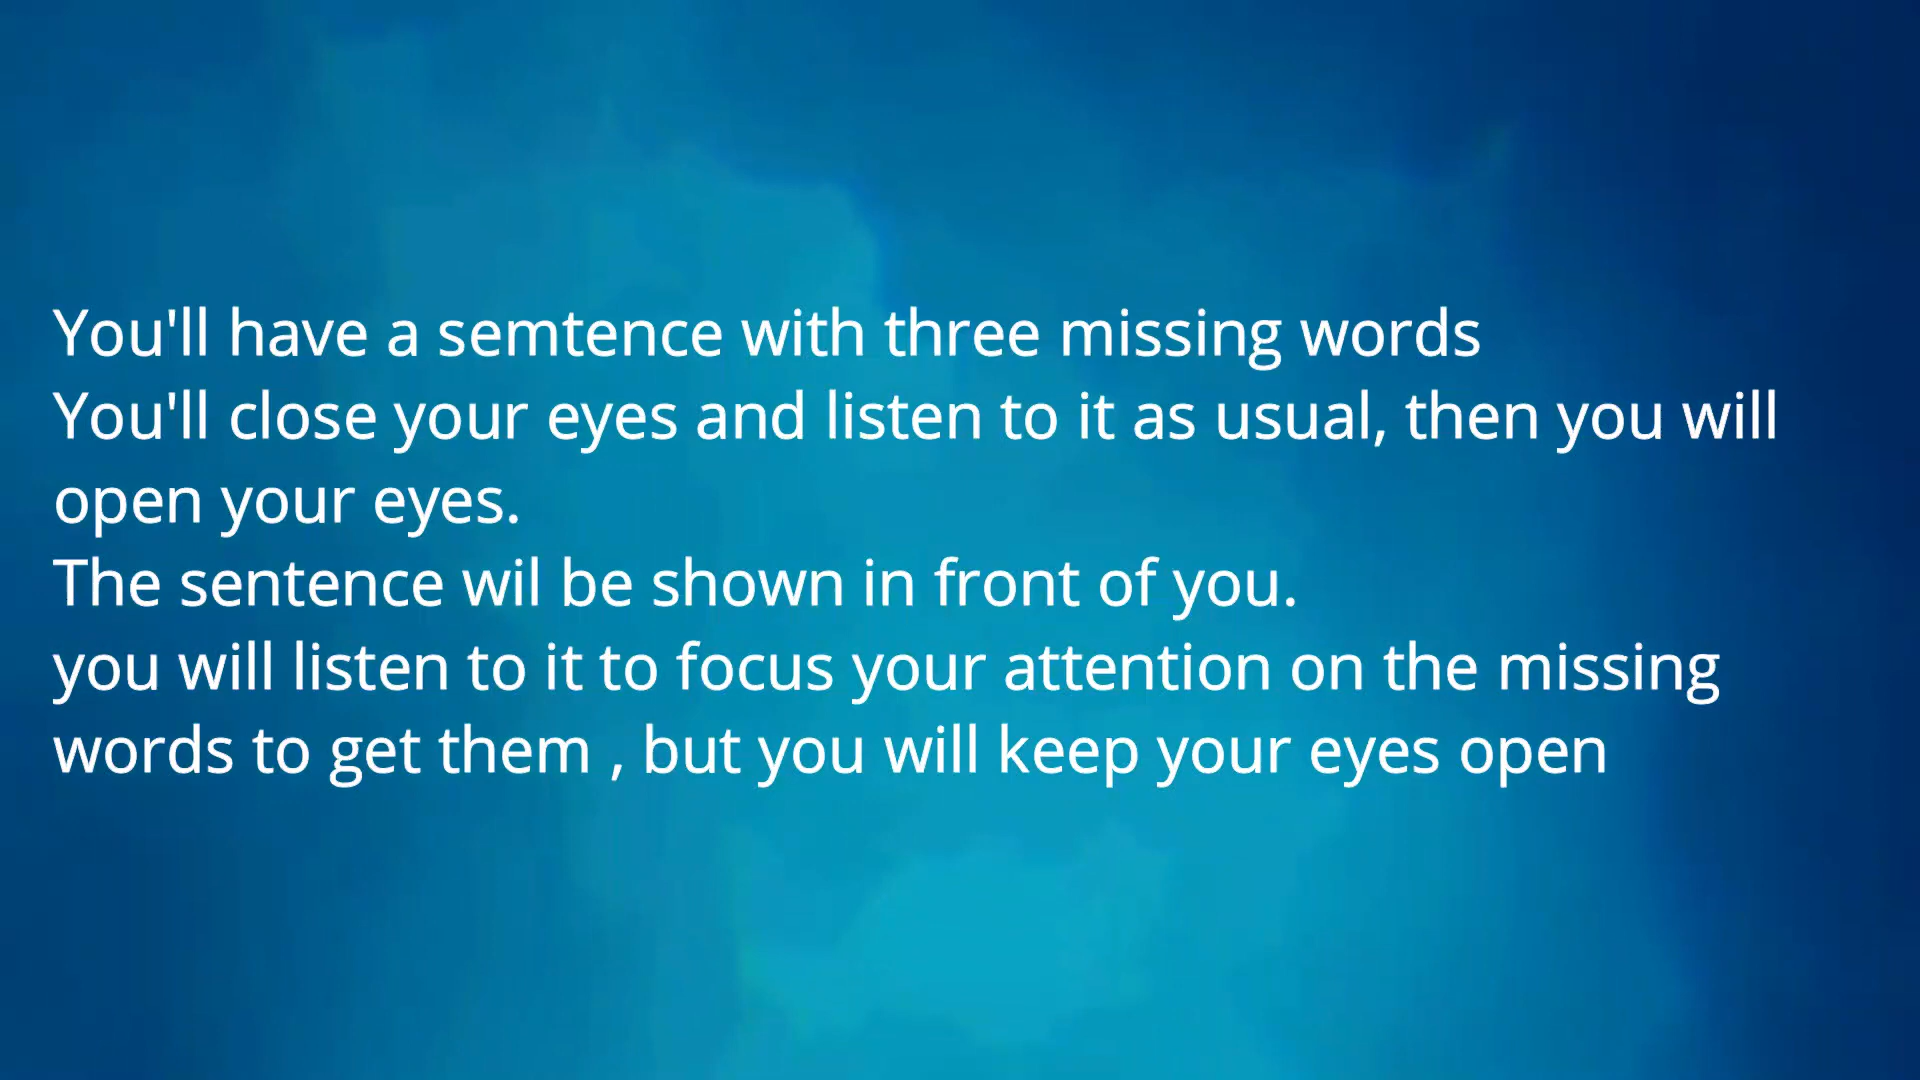 You'll have a semtence with three missing words
You'll close your eyes and listen to it as usual, then you will
open your eyes.
The sentence wil be shown in front of you.
you will listen to it to focus your attention on the missing
words to get them , but you will keep your eyes open